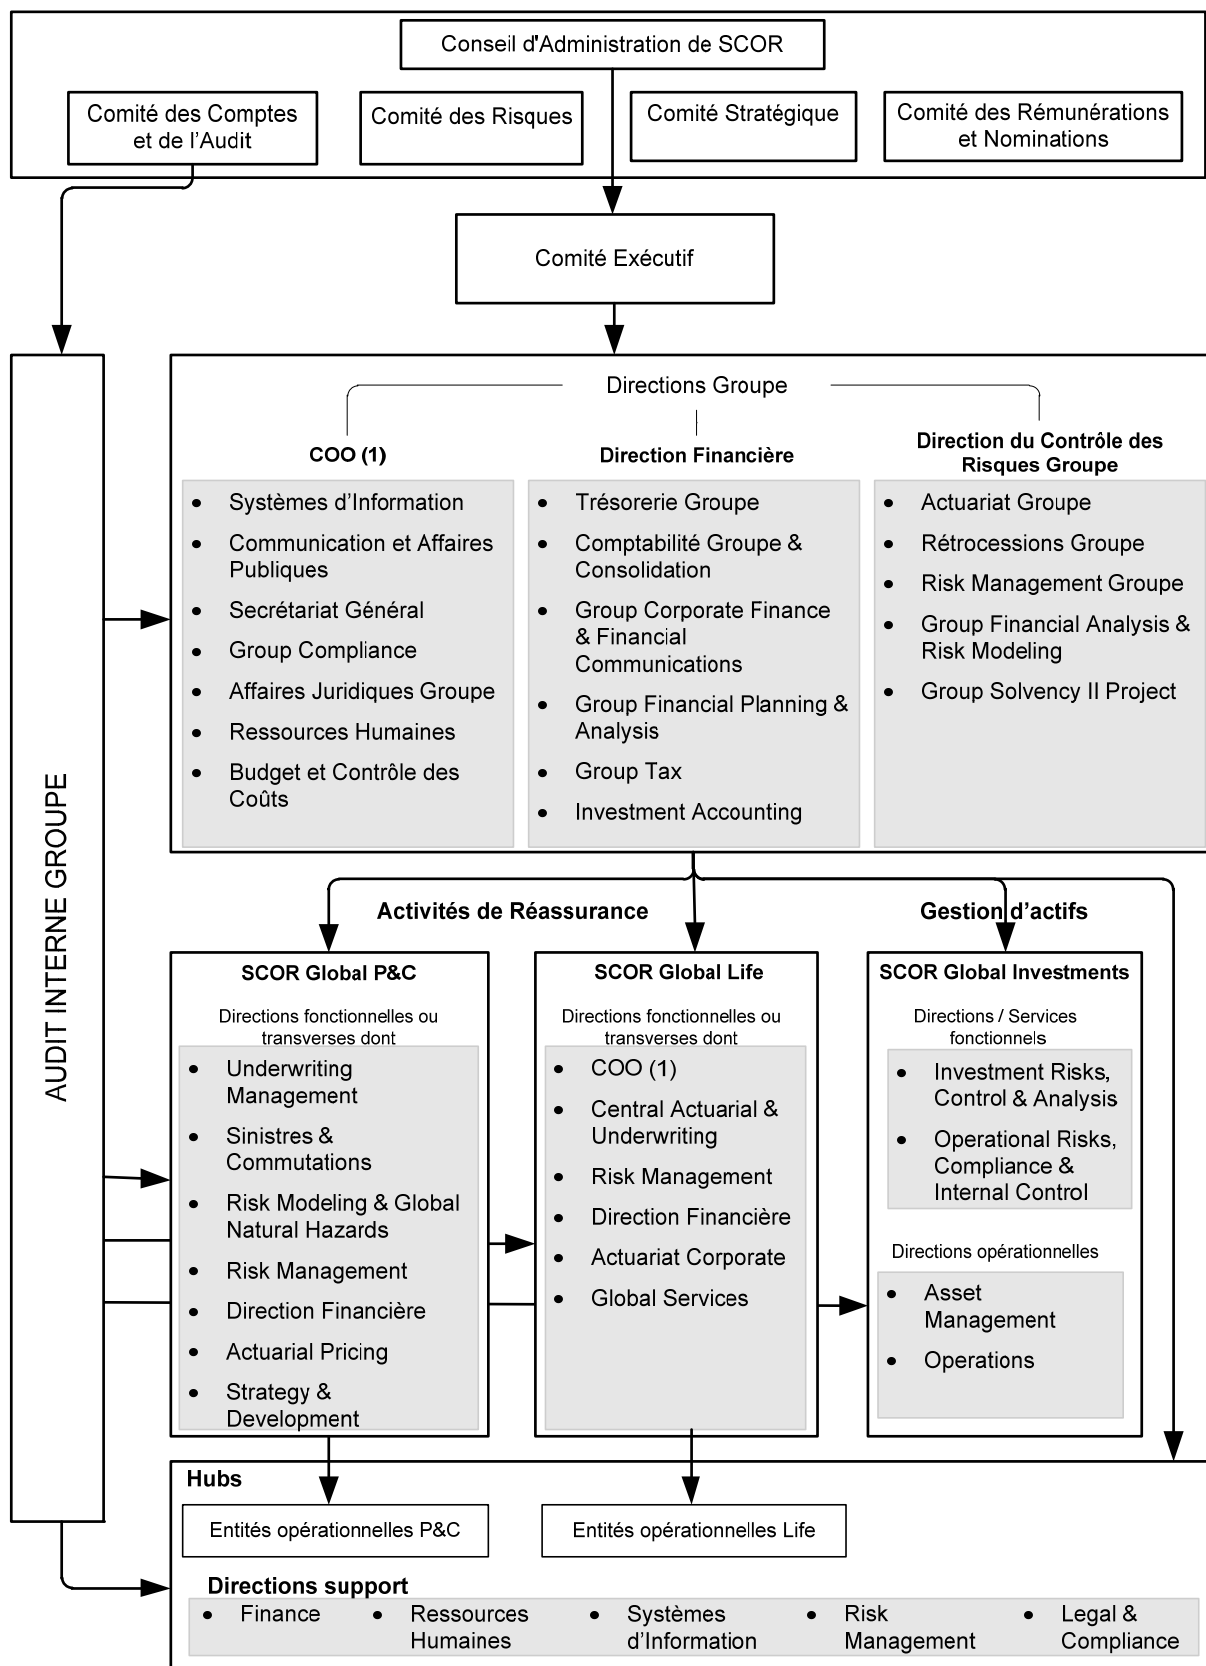 Conseil d'Administration de SCOR
Comité des Comptes
et de l'Audit
Comité des Risques
Comité Stratégique
Comité des Rémunérations
et Nominations
Comité Exécutif
AUDIT INTERNE GROUPE
Directions Groupe
COO (1)
• Systèmes d'Information
• Communication et Affaires
Publiques
• Secrétariat Général
• Group Compliance
• Affaires Juridiques Groupe
• Ressources Humaines
• Budget et Contrôle des
Coûts
Direction Financière
• Trésorerie Groupe
• Comptabilité Groupe &
Consolidation
• Group Corporate Finance
& Financial
Communications
• Group Financial Planning &
Analysis
• Group Tax
• Investment Accounting
Direction du Contrôle des
Risques Groupe
• Actuariat Groupe
• Rétrocessions Groupe
• Risk Management Groupe
• Group Financial Analysis &
Risk Modeling
• Group Solvency II Project
Activités de Réassurance
Gestion d'actifs
SCOR Global P&C
Directions fonctionnelles ou
transverses dont
• Underwriting
Management
• Sinistres &
Commutations
• Risk Modeling & Global
Natural Hazards
• Risk Management
• Direction Financière
• Actuarial Pricing
• Strategy &
Development
SCOR Global Life
Directions fonctionnelles ou
transverses dont
• COO (1)
• Central Actuarial &
Underwriting
• Risk Management
• Direction Financière
• Actuariat Corporate
• Global Services
SCOR Global Investments
Directions / Services
fonctionnels
• Investment Risks,
Control & Analysis
• Operational Risks,
Compliance &
Internal Control
Directions opérationnelles
• Asset
Management
• Operations
Hubs
Entités opérationnelles P&C
Entités opérationnelles Life
Directions support
• Finance
• Ressources
Humaines
• Systèmes
d'Information
• Risk
Management
• Legal &
Compliance